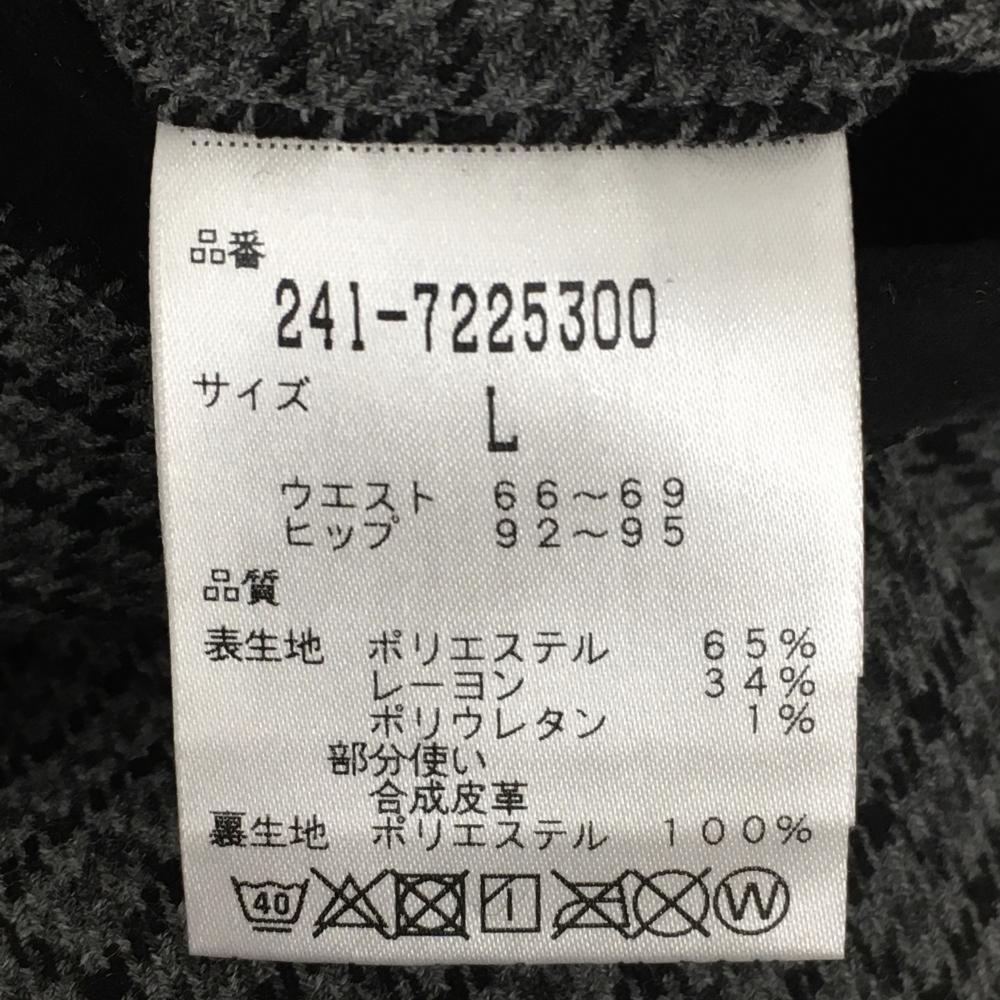 品番
241-7225300
サイズ
L
ウエスト 66～69
ヒップ 92～95
品質
表生地 ポリエステル 65%
レーヨン 34%
ポリウレタン 1%
部分使い
合成皮革
裏生地 ポリエステル 100%
40 W